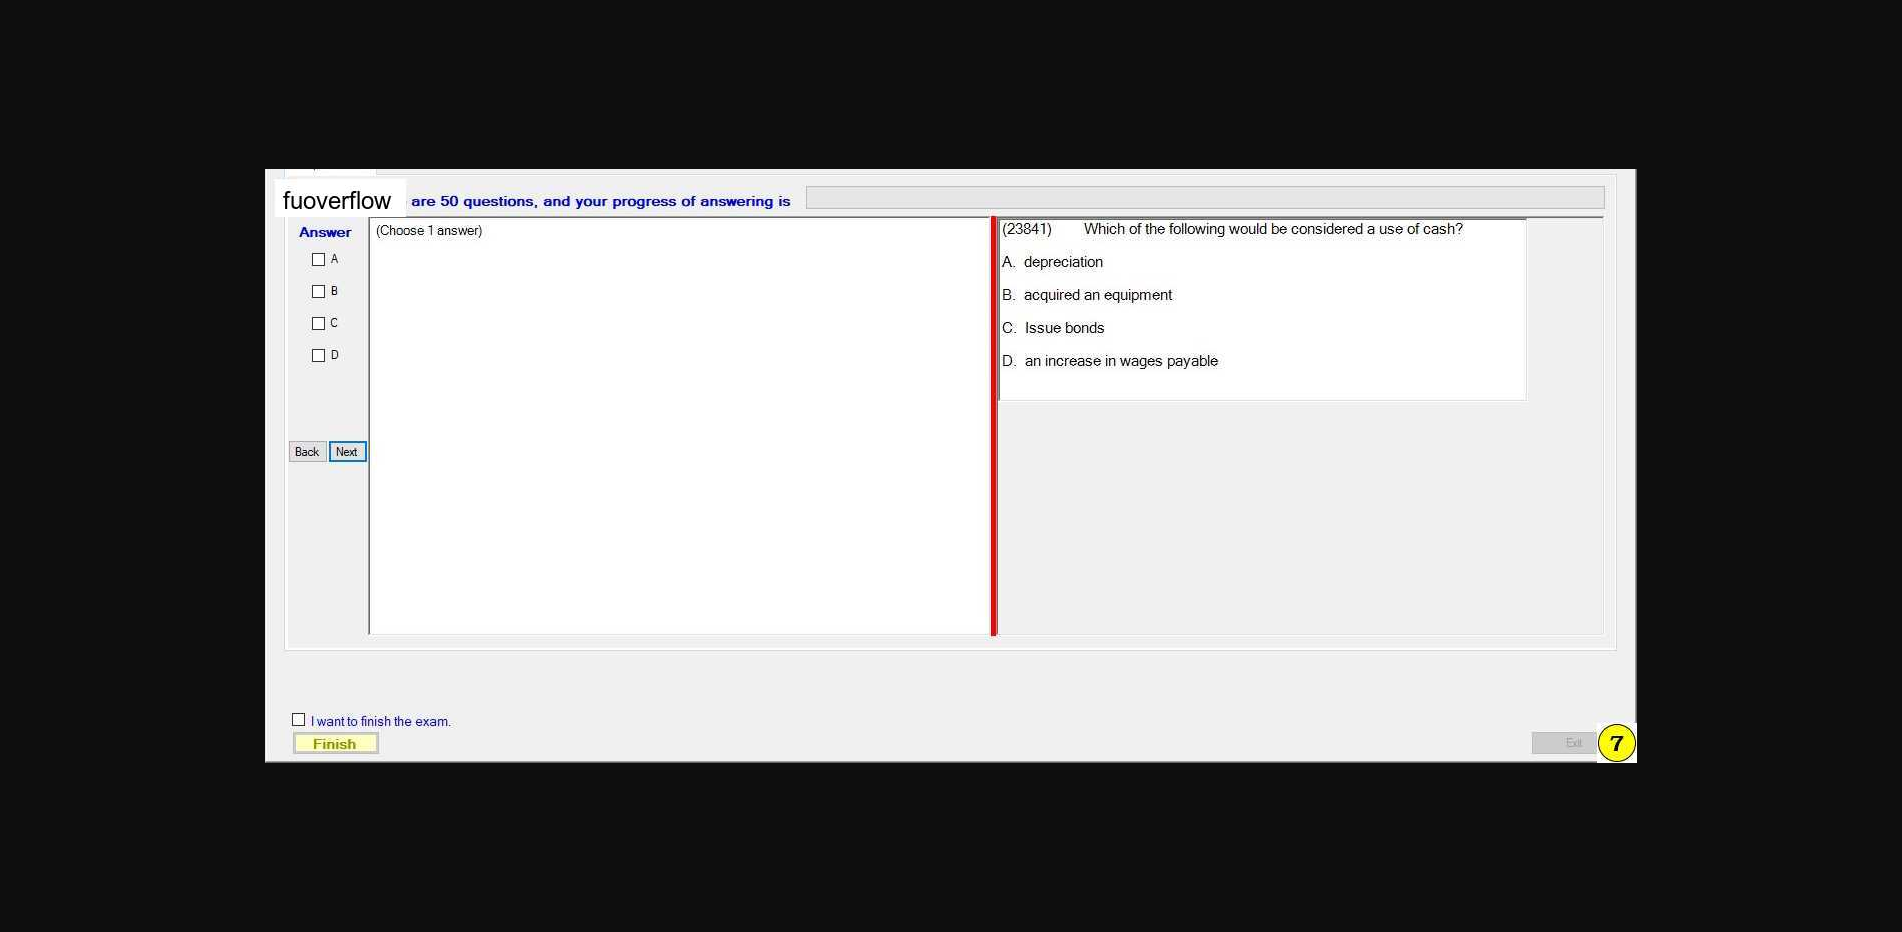 fuoverflow are 50 questions, and your progress of answering is
Answer
(Choose 1 answer)
A
B
C
D
Back Next
(23841) Which of the following would be considered a use of cash?
A. depreciation
B. acquired an equipment
C. Issue bonds
D. an increase in wages payable
I want to finish the exam.
Finish
Exit
7